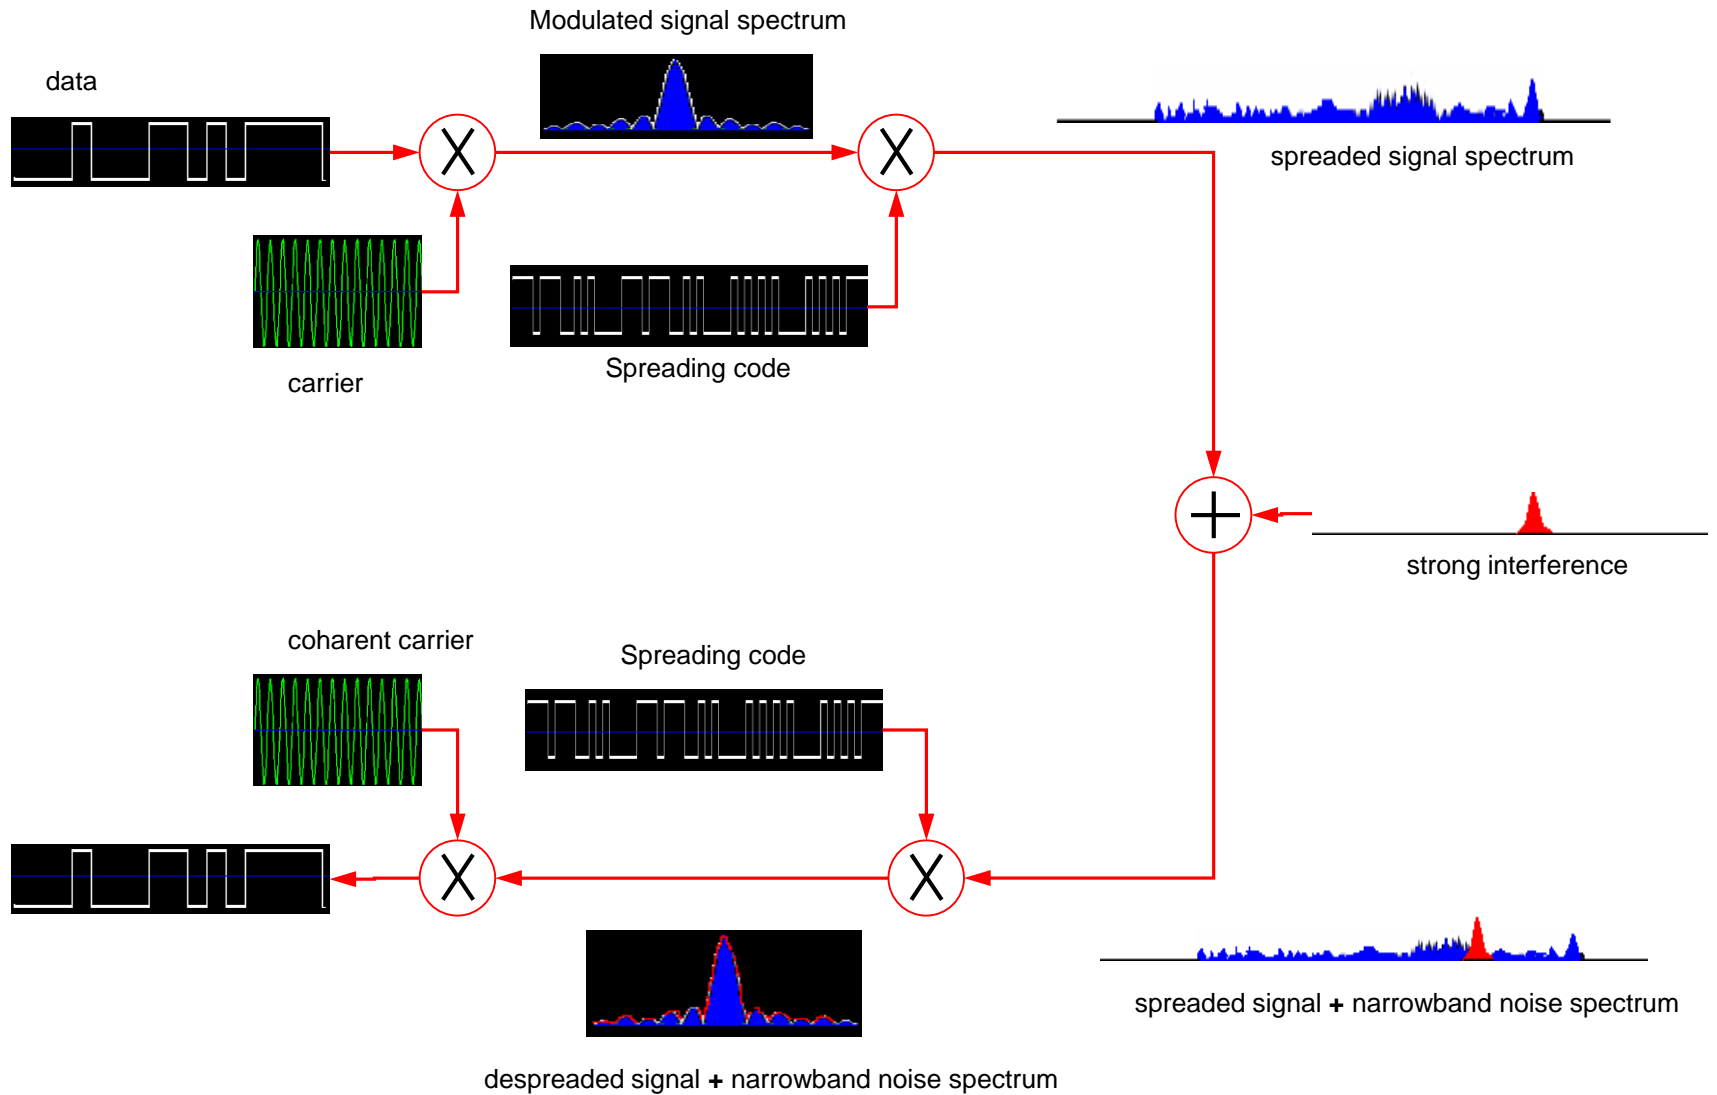 Modulated signal spectrum
data
spreaded signal spectrum
carrier
Spreading code
strong interference
coharent carrier
Spreading code
spreaded signal + narrowband noise spectrum
despreaded signal + narrowband noise spectrum